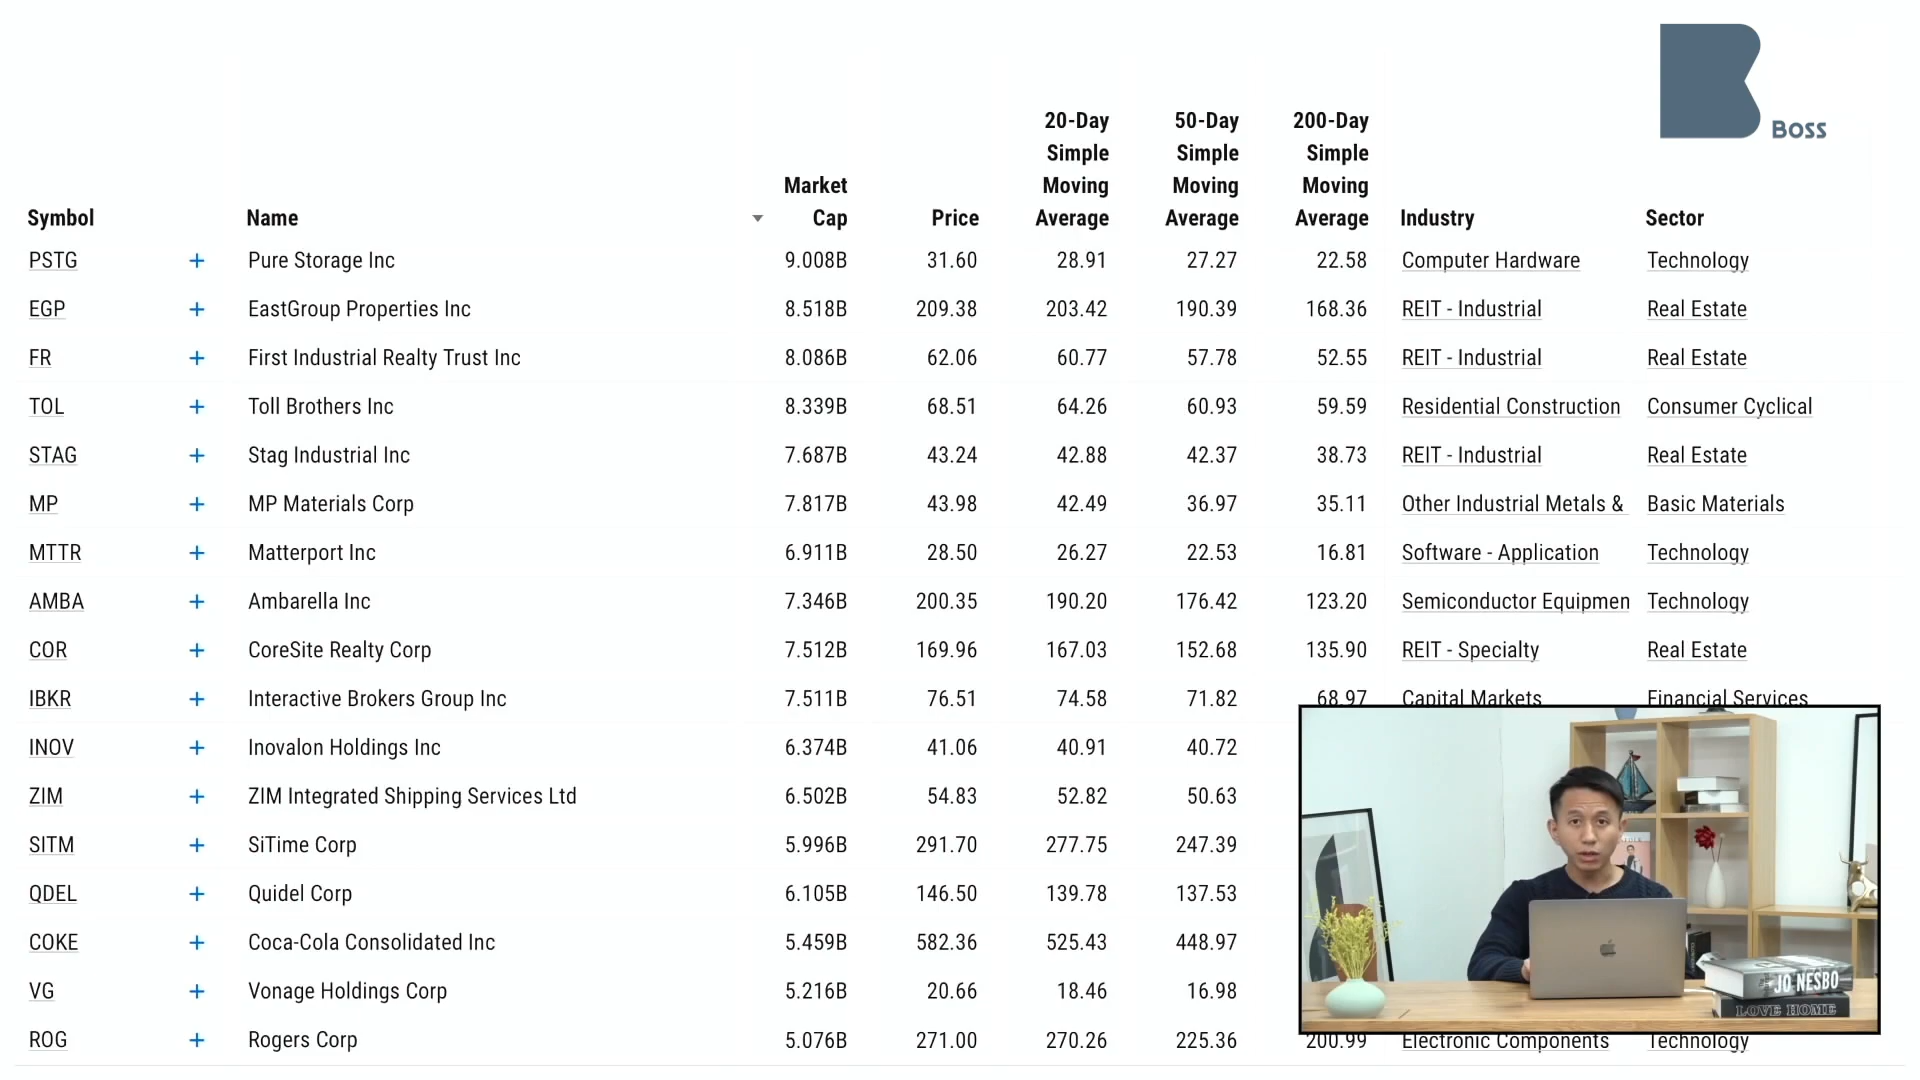 Boss
20-Day 50-Day 200-Day
Simple Simple Simple
Market Moving Moving Moving
Symbol Name Cap Price Average Average Average Industry Sector
PSTG + Pure Storage Inc 9.008B 31.60 28.91 27.27 22.58 Computer Hardware Technology
EGP + EastGroup Properties Inc 8.518B 209.38 203.42 190.39 168.36 REIT - Industrial Real Estate
FR + First Industrial Realty Trust Inc 8.086B 62.06 60.77 57.78 52.55 REIT - Industrial Real Estate
TOL + Toll Brothers Inc 8.339B 68.51 64.26 60.93 59.59 Residential Construction Consumer Cyclical
STAG + Stag Industrial Inc 7.687B 43.24 42.88 42.37 38.73 REIT - Industrial Real Estate
MP + MP Materials Corp 7.817B 43.98 42.49 36.97 35.11 Other Industrial Metals & Basic Materials
MTTR + Matterport Inc 6.911B 28.50 26.27 22.53 16.81 Software - Application Technology
AMBA + Ambarella Inc 7.346B 200.35 190.20 176.42 123.20 Semiconductor Equipmen Technology
COR + CoreSite Realty Corp 7.512B 169.96 167.03 152.68 135.90 REIT - Specialty Real Estate
IBKR + Interactive Brokers Group Inc 7.511B 76.51 74.58 71.82 68.97 Capital Markets Financial Services
INOV + Inovalon Holdings Inc 6.374B 41.06 40.91 40.72
ZIM + ZIM Integrated Shipping Services Ltd 6.502B 54.83 52.82 50.63
SITM + SiTime Corp 5.996B 291.70 277.75 247.39
QDEL + Quidel Corp 6.105B 146.50 139.78 137.53
COKE + Coca-Cola Consolidated Inc 5.459B 582.36 525.43 448.97
VG + Vonage Holdings Corp 5.216B 20.66 18.46 16.98
JO NESBO
LOVE HOME
ROG + Rogers Corp 5.076B 271.00 270.26 225.36 200.99 Electronic Components Technology